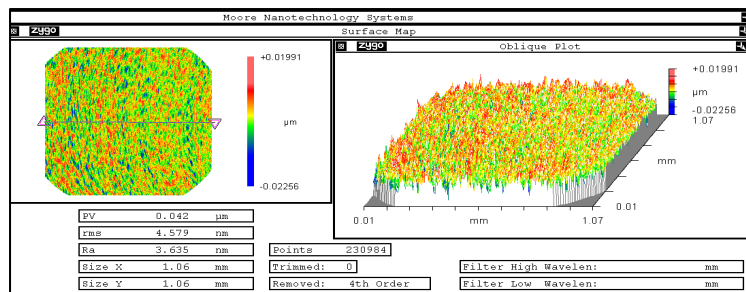 Moore Nanotechnology Systems
zygo Surface Map
zygo Oblique Plot
+0.01991
µm
-0.02256
+0.01991
µm
-0.02256
1.07
mm
0.01
0.01 mm 1.07
PV 0.042 µm
rms 4.579 nm
Ra 3.635 nm
Size X 1.06 mm
Size Y 1.06 mm
Points 230984
Trimmed: 0
Removed: 4th Order
Filter High Wavelen: mm
Filter Low Wavelen: mm